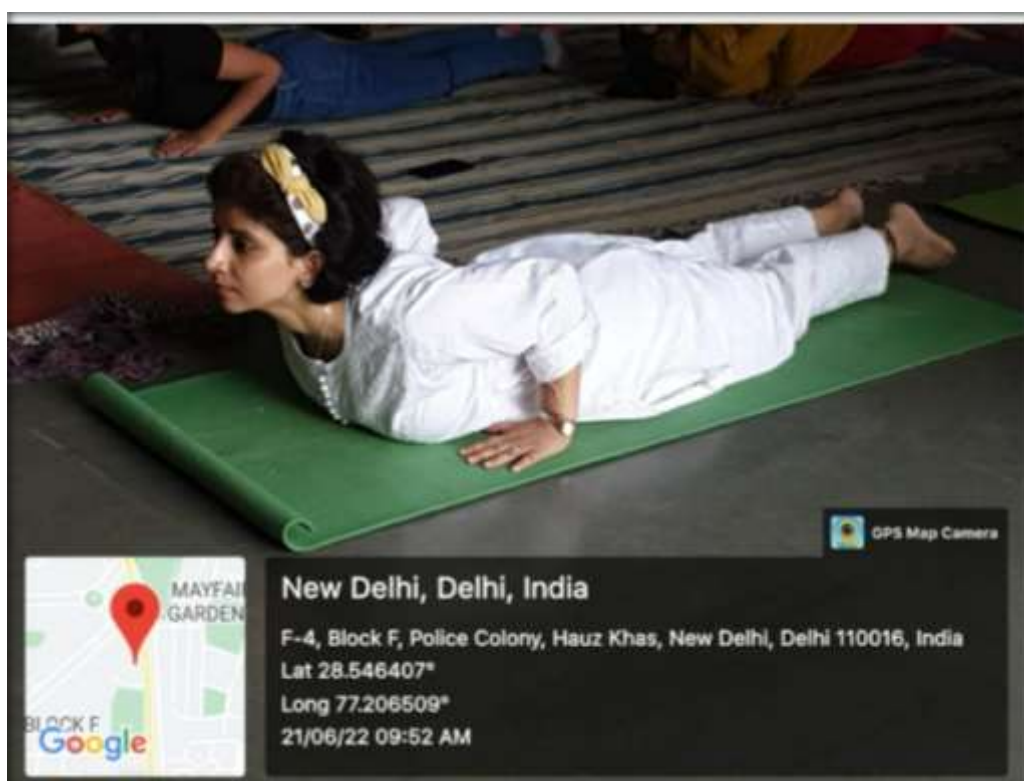 GPS Map Camera
MAYFAI
GARDEN
BLOCK F
Google
New Delhi, Delhi, India
F-4, Block F, Police Colony, Hauz Khas, New Delhi, Delhi 110016, India
Lat 28.546407°
Long 77.206509°
21/06/22 09:52 AM